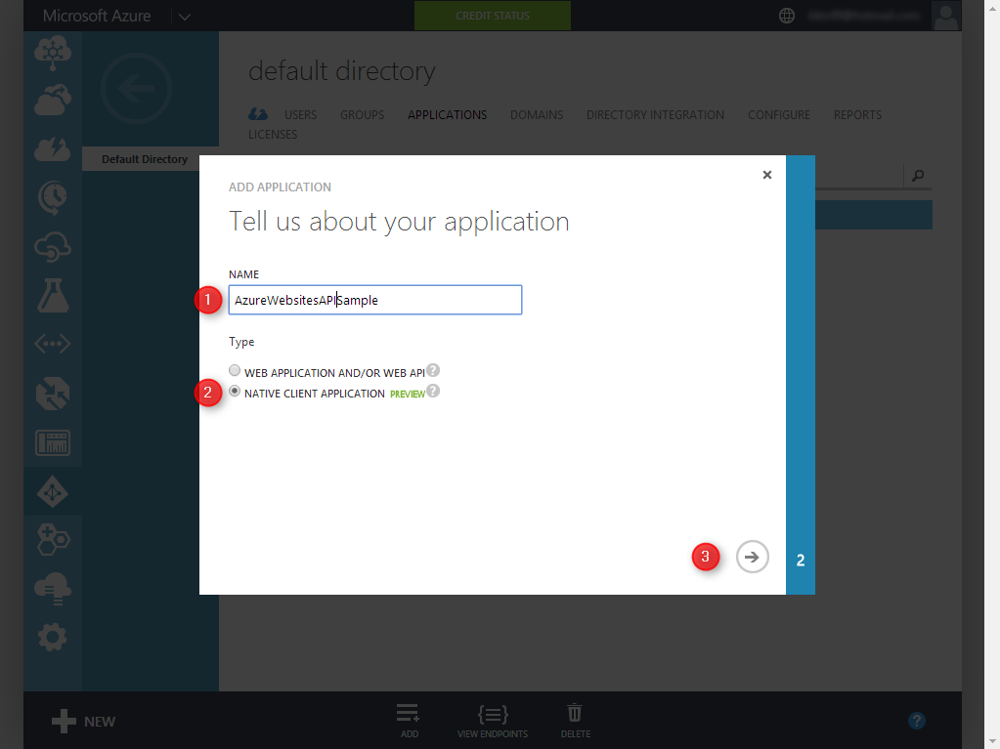 Microsoft Azure
CREDIT STATUS
default directory
USERS GROUPS APPLICATIONS DOMAINS DIRECTORY INTEGRATION CONFIGURE REPORTS
LICENSES
Default Directory
ADD APPLICATION
Tell us about your application
NAME
1
AzureWebsitesAPISample
Type
WEB APPLICATION AND/OR WEB API ?
2
NATIVE CLIENT APPLICATION PREVIEW ?
3
2
NEW
ADD
VIEW ENDPOINTS
DELETE
?